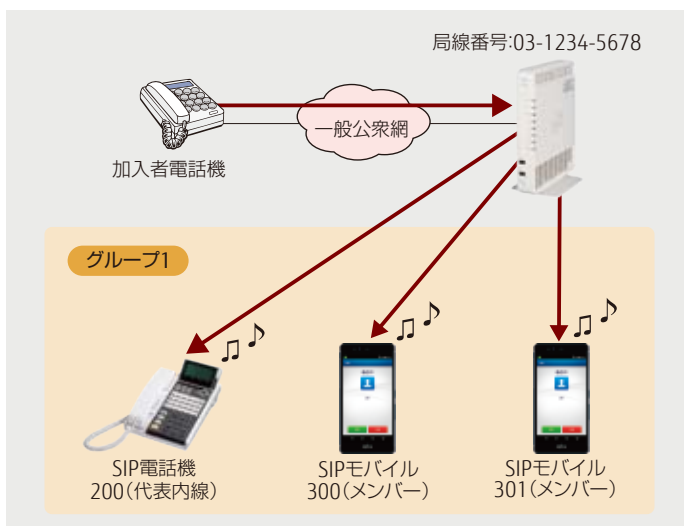 局線番号:03-1234-5678
一般公衆網
加入者電話機
グループ1
SIP電話機
200(代表内線)
SIPモバイル
300(メンバー)
SIPモバイル
301(メンバー)